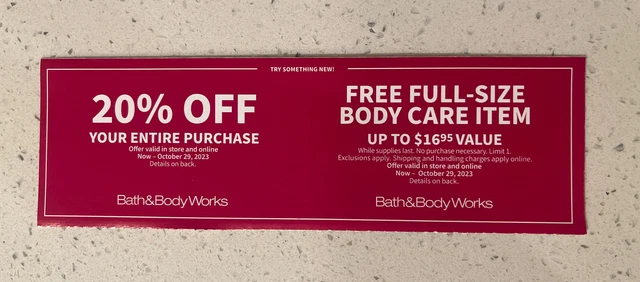 TRY SOMETHING NEW!
20% OFF
YOUR ENTIRE PURCHASE
Offer valid in store and online
Now – October 29, 2023
Details on back.
Bath&BodyWorks
FREE FULL-SIZE
BODY CARE ITEM
UP TO $16⁹⁵ VALUE
While supplies last. No purchase necessary. Limit 1.
Exclusions apply. Shipping and handling charges apply online.
Offer valid in store and online
Now – October 29, 2023
Details on back.
Bath&BodyWorks